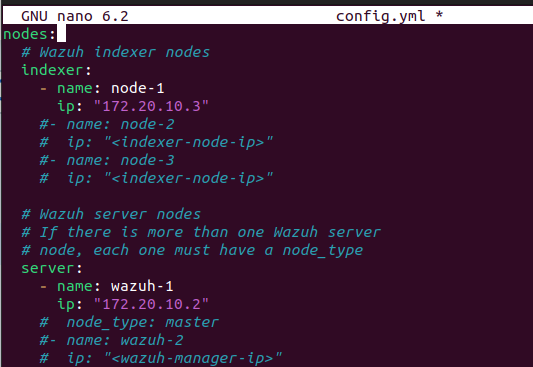 GNU nano 6.2 config.yml *
nodes:
  # Wazuh indexer nodes
  indexer:
    - name: node-1
      ip: "172.20.10.3"
    #- name: node-2
    #  ip: "<indexer-node-ip>"
    #- name: node-3
    #  ip: "<indexer-node-ip>"

  # Wazuh server nodes
  # If there is more than one Wazuh server
  # node, each one must have a node_type
  server:
    - name: wazuh-1
      ip: "172.20.10.2"
    #  node_type: master
    #- name: wazuh-2
    #  ip: "<wazuh-manager-ip>"